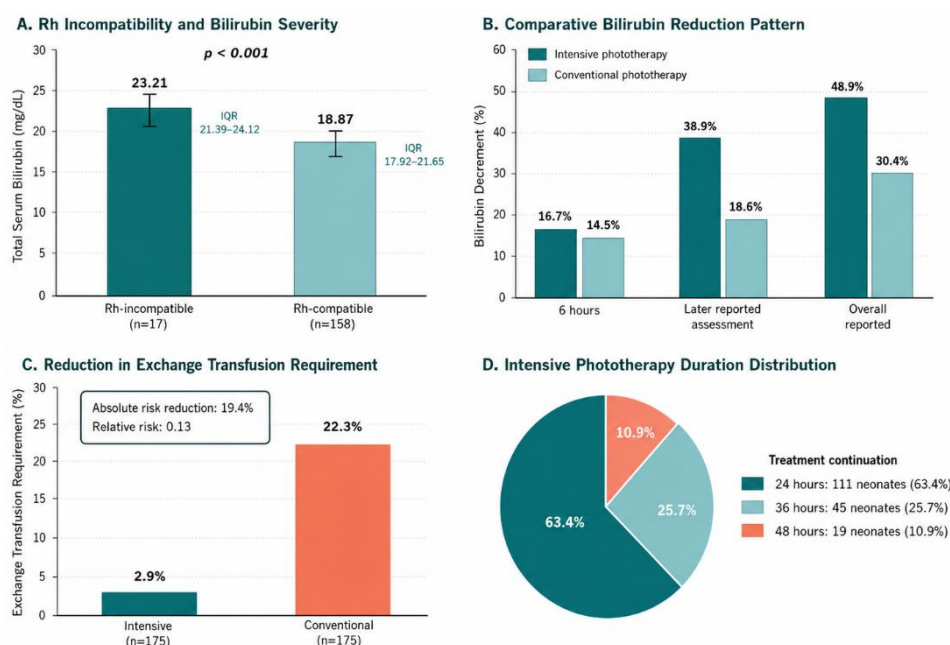 A. Rh Incompatibility and Bilirubin Severity
p < 0.001
Total Serum Bilirubin (mg/dL)
30
25
20
15
10
5
0
23.21
IQR
21.39–24.12
18.87
IQR
17.92–21.65
Rh-incompatible
(n=17)
Rh-compatible
(n=158)
B. Comparative Bilirubin Reduction Pattern
Intensive phototherapy
Conventional phototherapy
Bilirubin Decrement (%)
60
50
40
30
20
10
0
16.7%
14.5%
38.9%
18.6%
48.9%
30.4%
6 hours
Later reported
assessment
Overall
reported
C. Reduction in Exchange Transfusion Requirement
Absolute risk reduction: 19.4%
Relative risk: 0.13
Exchange Transfusion Requirement (%)
30
25
20
15
10
5
0
2.9%
22.3%
Intensive
(n=175)
Conventional
(n=175)
D. Intensive Phototherapy Duration Distribution
10.9%
25.7%
63.4%
Treatment continuation
24 hours: 111 neonates (63.4%)
36 hours: 45 neonates (25.7%)
48 hours: 19 neonates (10.9%)